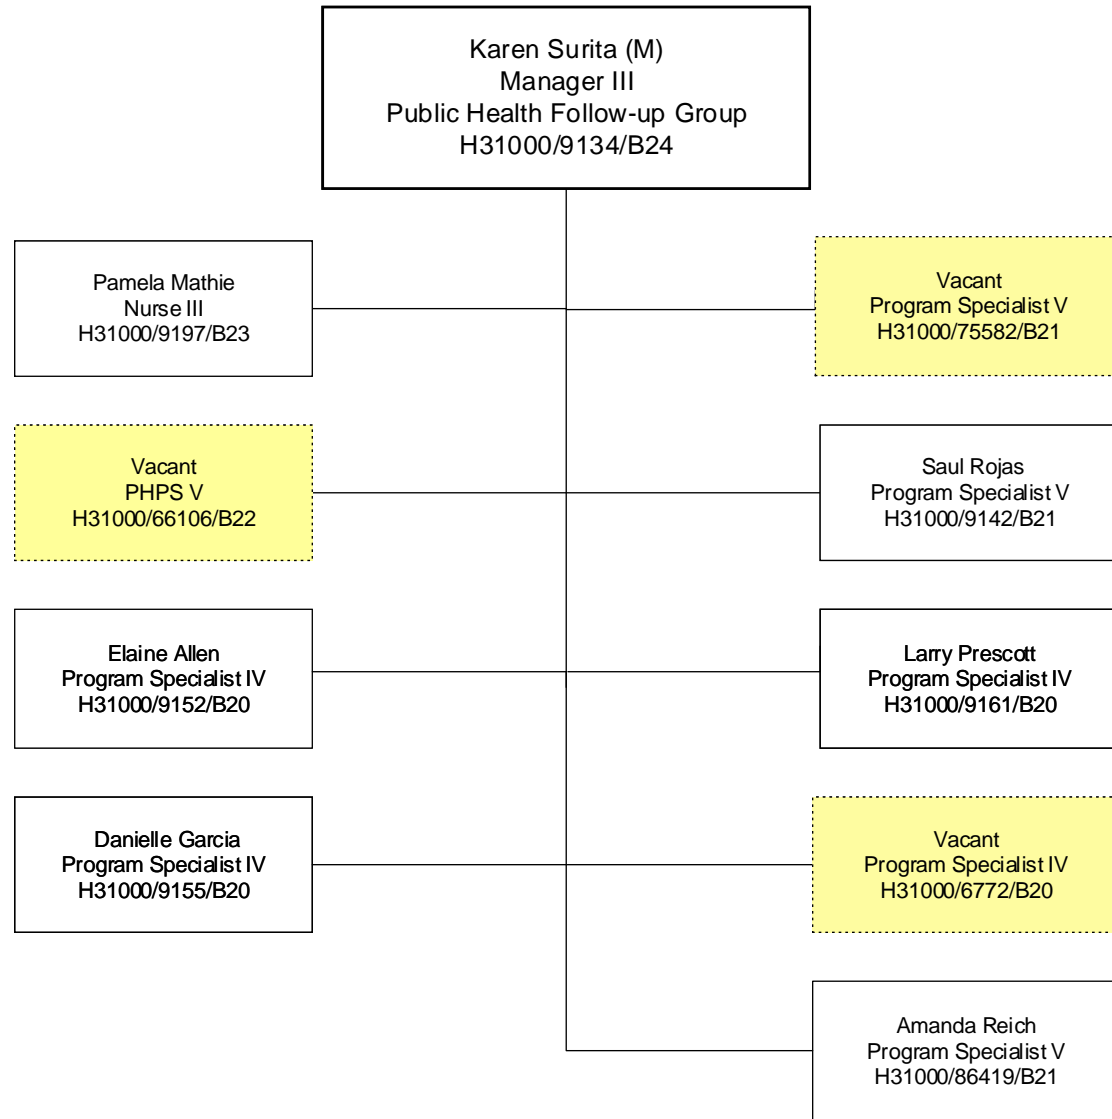 Karen Surita (M)
Manager III
Public Health Follow-up Group
H31000/9134/B24
Pamela Mathie
Nurse III
H31000/9197/B23
Vacant
Program Specialist V
H31000/75582/B21
Vacant
PHPS V
H31000/66106/B22
Saul Rojas
Program Specialist V
H31000/9142/B21
Elaine Allen
Program Specialist IV
H31000/9152/B20
Larry Prescott
Program Specialist IV
H31000/9161/B20
Danielle Garcia
Program Specialist IV
H31000/9155/B20
Vacant
Program Specialist IV
H31000/6772/B20
Amanda Reich
Program Specialist V
H31000/86419/B21